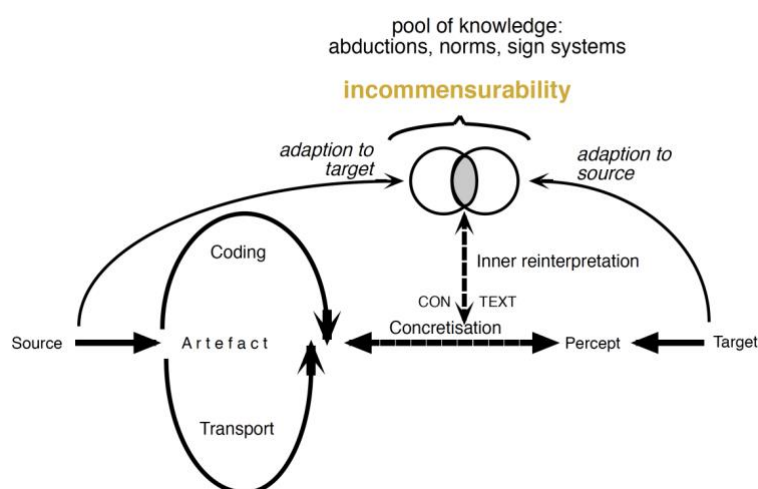 pool of knowledge:
abductions, norms, sign systems
incommensurability
adaption to
target
adaption to
source
Coding
Inner reinterpretation
CON TEXT
Concretisation
Source
Artefact
Percept
Target
Transport